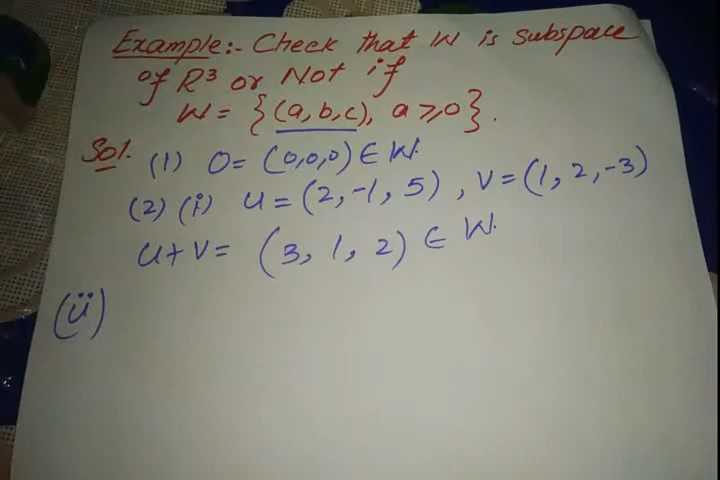 Example:- Check that W is subspace
of R³ or Not if
W = {(a, b, c), a ≥ 0}.
Sol. (1) 0 = (0,0,0) ∈ W.
(2) (i) u = (2, -1, 5), v = (1, 2, -3)
u + v = (3, 1, 2) ∈ W.
(ii)